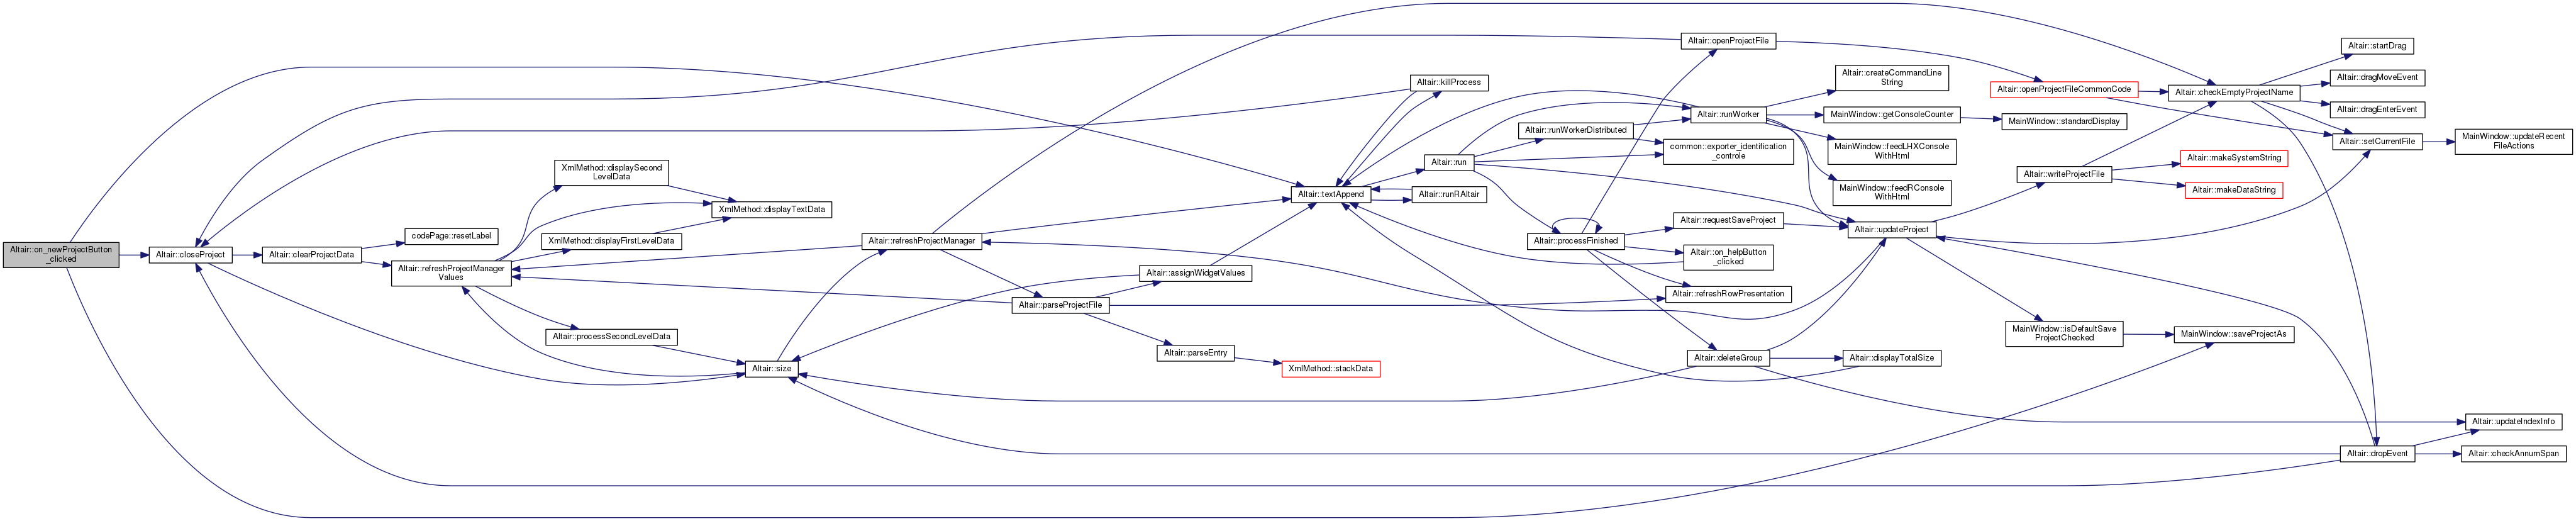 Altair::on_newProjectButton
_clicked
Altair::closeProject
Altair::clearProjectData
codePage::resetLabel
Altair::refreshProjectManager
Values
XmlMethod::displaySecond
LevelData
XmlMethod::displayFirstLevelData
Altair::processSecondLevelData
XmlMethod::displayTextData
Altair::size
Altair::refreshProjectManager
Altair::parseProjectFile
Altair::assignWidgetValues
Altair::parseEntry
XmlMethod::stackData
Altair::textAppend
Altair::killProcess
Altair::run
Altair::runRAltair
Altair::runWorkerDistributed
Altair::processFinished
Altair::openProjectFile
Altair::runWorker
common::exporter_identification
_controle
Altair::requestSaveProject
Altair::on_helpButton
_clicked
Altair::refreshRowPresentation
Altair::deleteGroup
Altair::createCommandLine
String
MainWindow::getConsoleCounter
MainWindow::feedLHXConsole
WithHtml
MainWindow::feedRConsole
WithHtml
Altair::updateProject
Altair::displayTotalSize
Altair::updateIndexInfo
Altair::checkAnnumSpan
Altair::openProjectFileCommonCode
MainWindow::standardDisplay
Altair::writeProjectFile
MainWindow::isDefaultSave
ProjectChecked
Altair::checkEmptyProjectName
Altair::makeSystemString
Altair::makeDataString
MainWindow::saveProjectAs
Altair::startDrag
Altair::dragMoveEvent
Altair::dragEnterEvent
Altair::setCurrentFile
Altair::dropEvent
MainWindow::updateRecent
FileActions